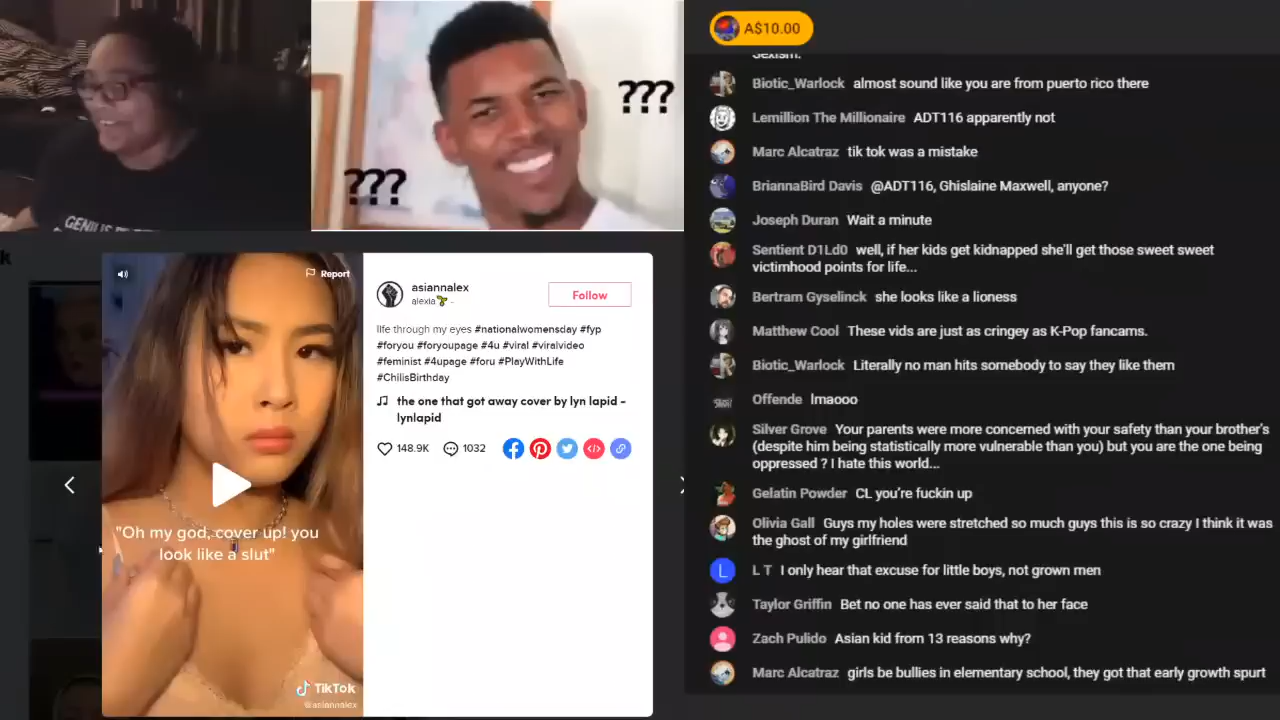 ???
???
GENIUS
k
Report
"Oh my god, cover up! you
look like a slut"
TikTok
@asiannalex
asiannalex
alexia -
Follow
life through my eyes #nationalwomensday #fyp
#foryou #foryoupage #4u #viral #viralvideo
#feminist #4upage #foru #PlayWithLife
#ChilisBirthday
the one that got away cover by lyn lapid -
lynlapid
148.9K
1032
A$10.00
Sexism.
Biotic_Warlock almost sound like you are from puerto rico there
Lemillion The Millionaire ADT116 apparently not
Marc Alcatraz tik tok was a mistake
BriannaBird Davis @ADT116, Ghislaine Maxwell, anyone?
Joseph Duran Wait a minute
Sentient D1Ld0 well, if her kids get kidnapped she'll get those sweet sweet
victimhood points for life...
Bertram Gyselinck she looks like a lioness
Matthew Cool These vids are just as cringey as K-Pop fancams.
Biotic_Warlock Literally no man hits somebody to say they like them
Offende lmaooo
Silver Grove Your parents were more concerned with your safety than your brother's
(despite him being statistically more vulnerable than you) but you are the one being
oppressed ? I hate this world...
Gelatin Powder CL you're fuckin up
Olivia Gall Guys my holes were stretched so much guys this is so crazy I think it was
the ghost of my girlfriend
L
L T I only hear that excuse for little boys, not grown men
Taylor Griffin Bet no one has ever said that to her face
Zach Pulido Asian kid from 13 reasons why?
Marc Alcatraz girls be bullies in elementary school, they got that early growth spurt